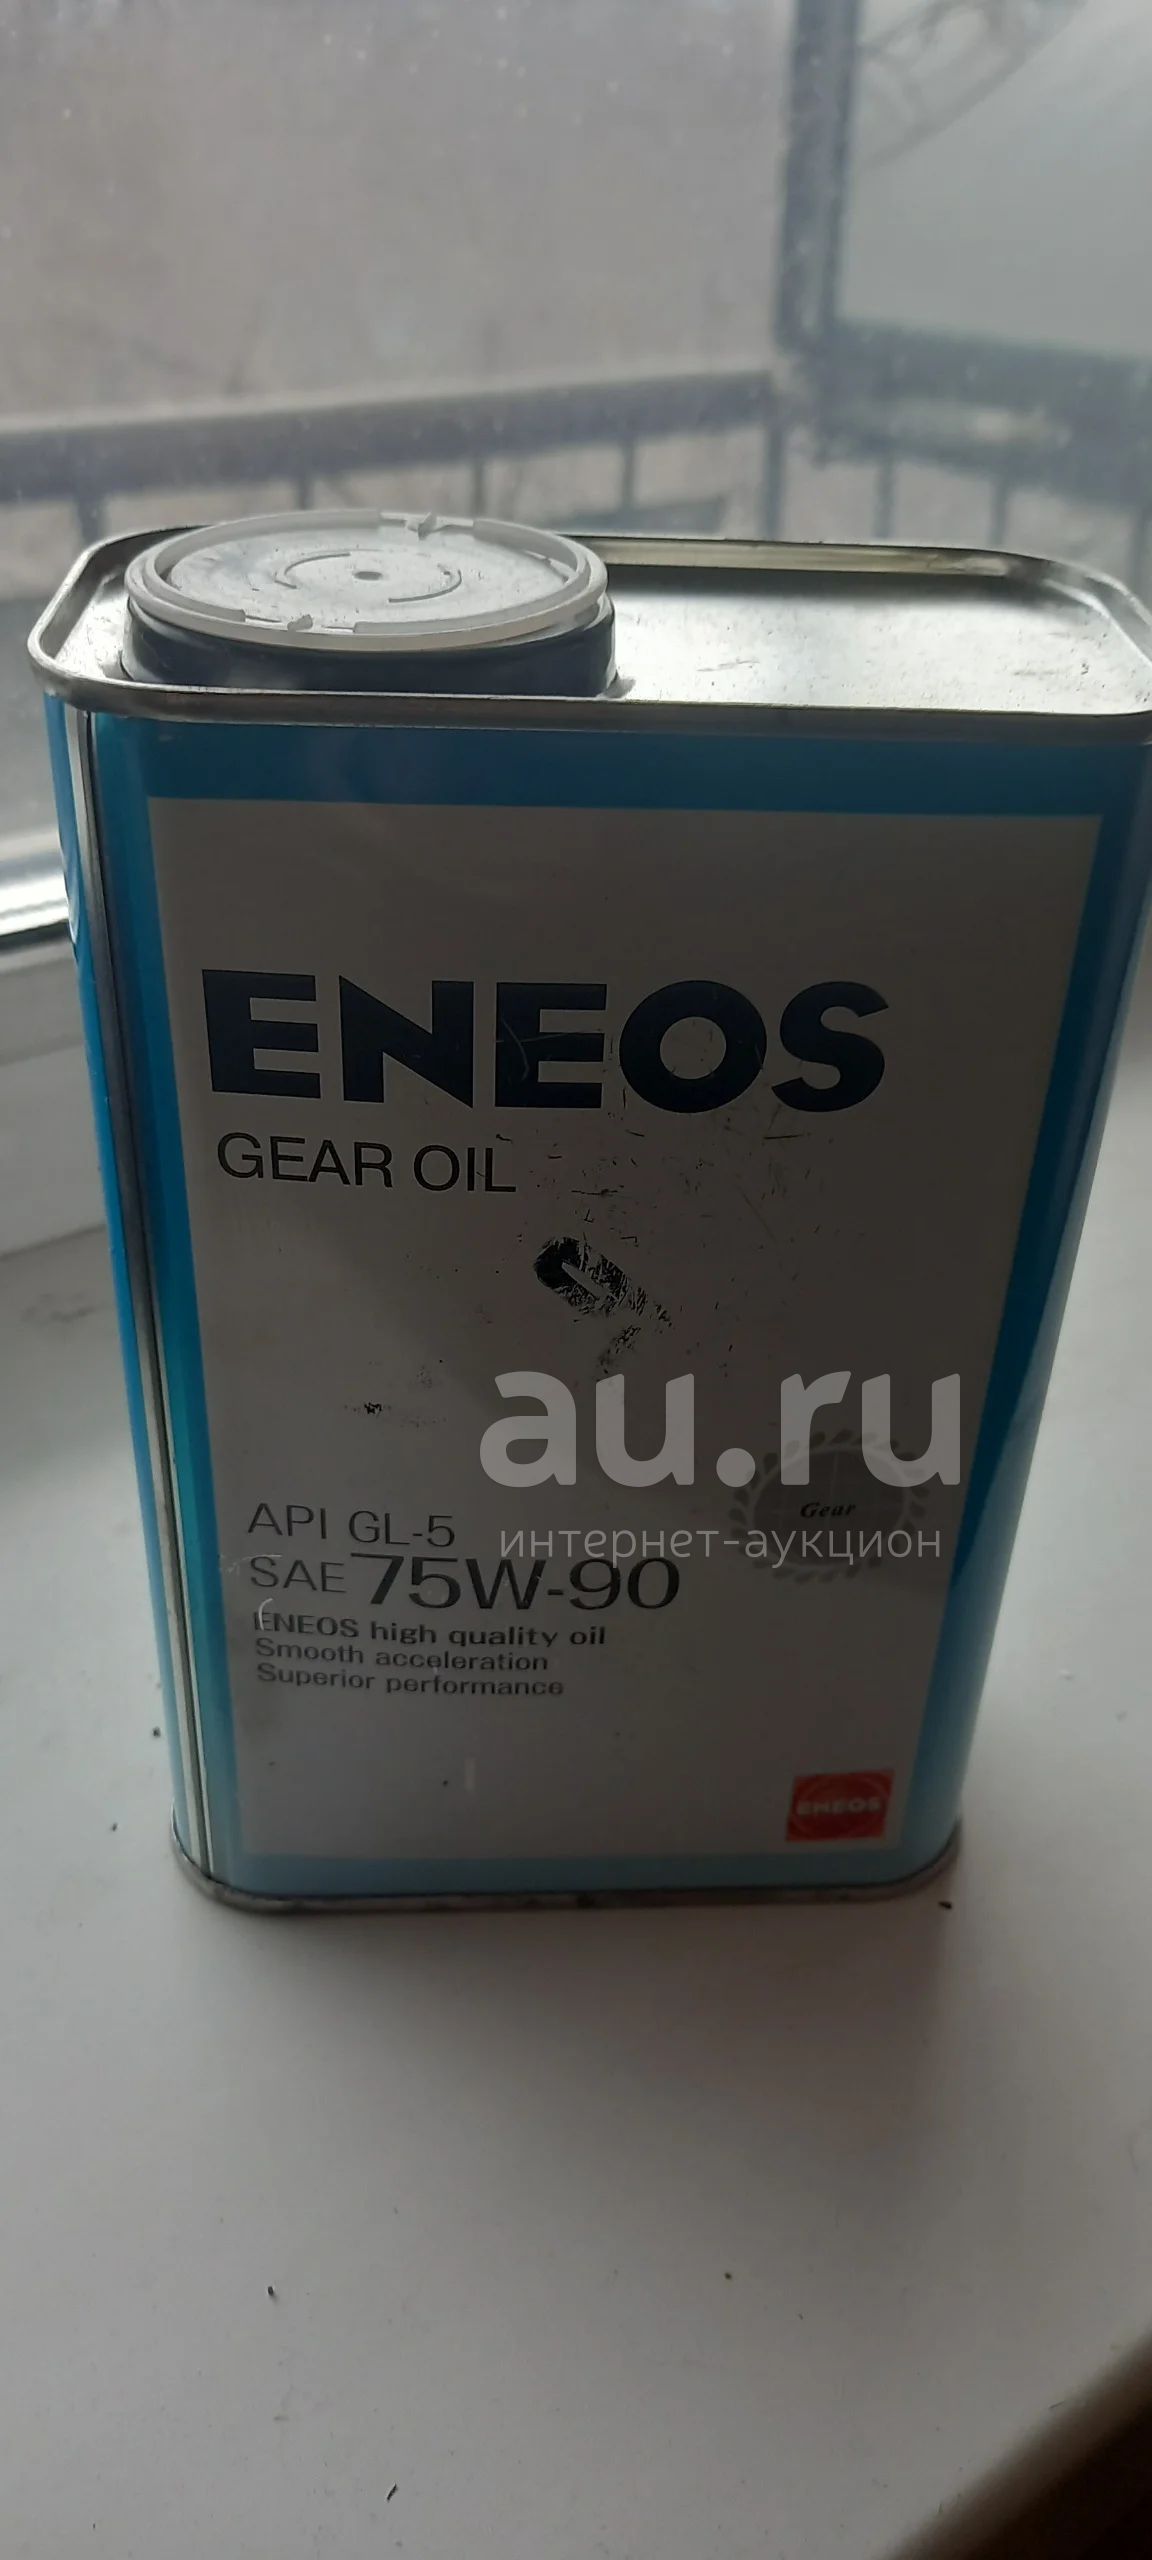 ENEOS
GEAR OIL
au.ru
Gear
API GL-5
интернет-аукцион
SAE 75W-90
ENEOS high quality oil
Smooth acceleration
Superior performance
ENEOS